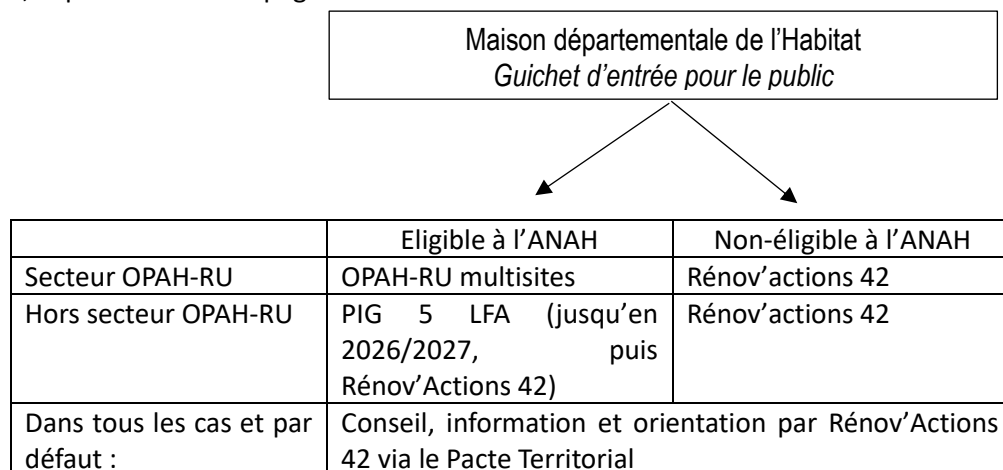 Maison départementale de l’Habitat
Guichet d’entrée pour le public
Eligible à l’ANAH
Non-éligible à l’ANAH
Secteur OPAH-RU
OPAH-RU multisites
Rénov’actions 42
Hors secteur OPAH-RU
PIG 5 LFA (jusqu’en
2026/2027, puis
Rénov’Actions 42)
Rénov’actions 42
Dans tous les cas et par
défaut :
Conseil, information et orientation par Rénov’Actions
42 via le Pacte Territorial